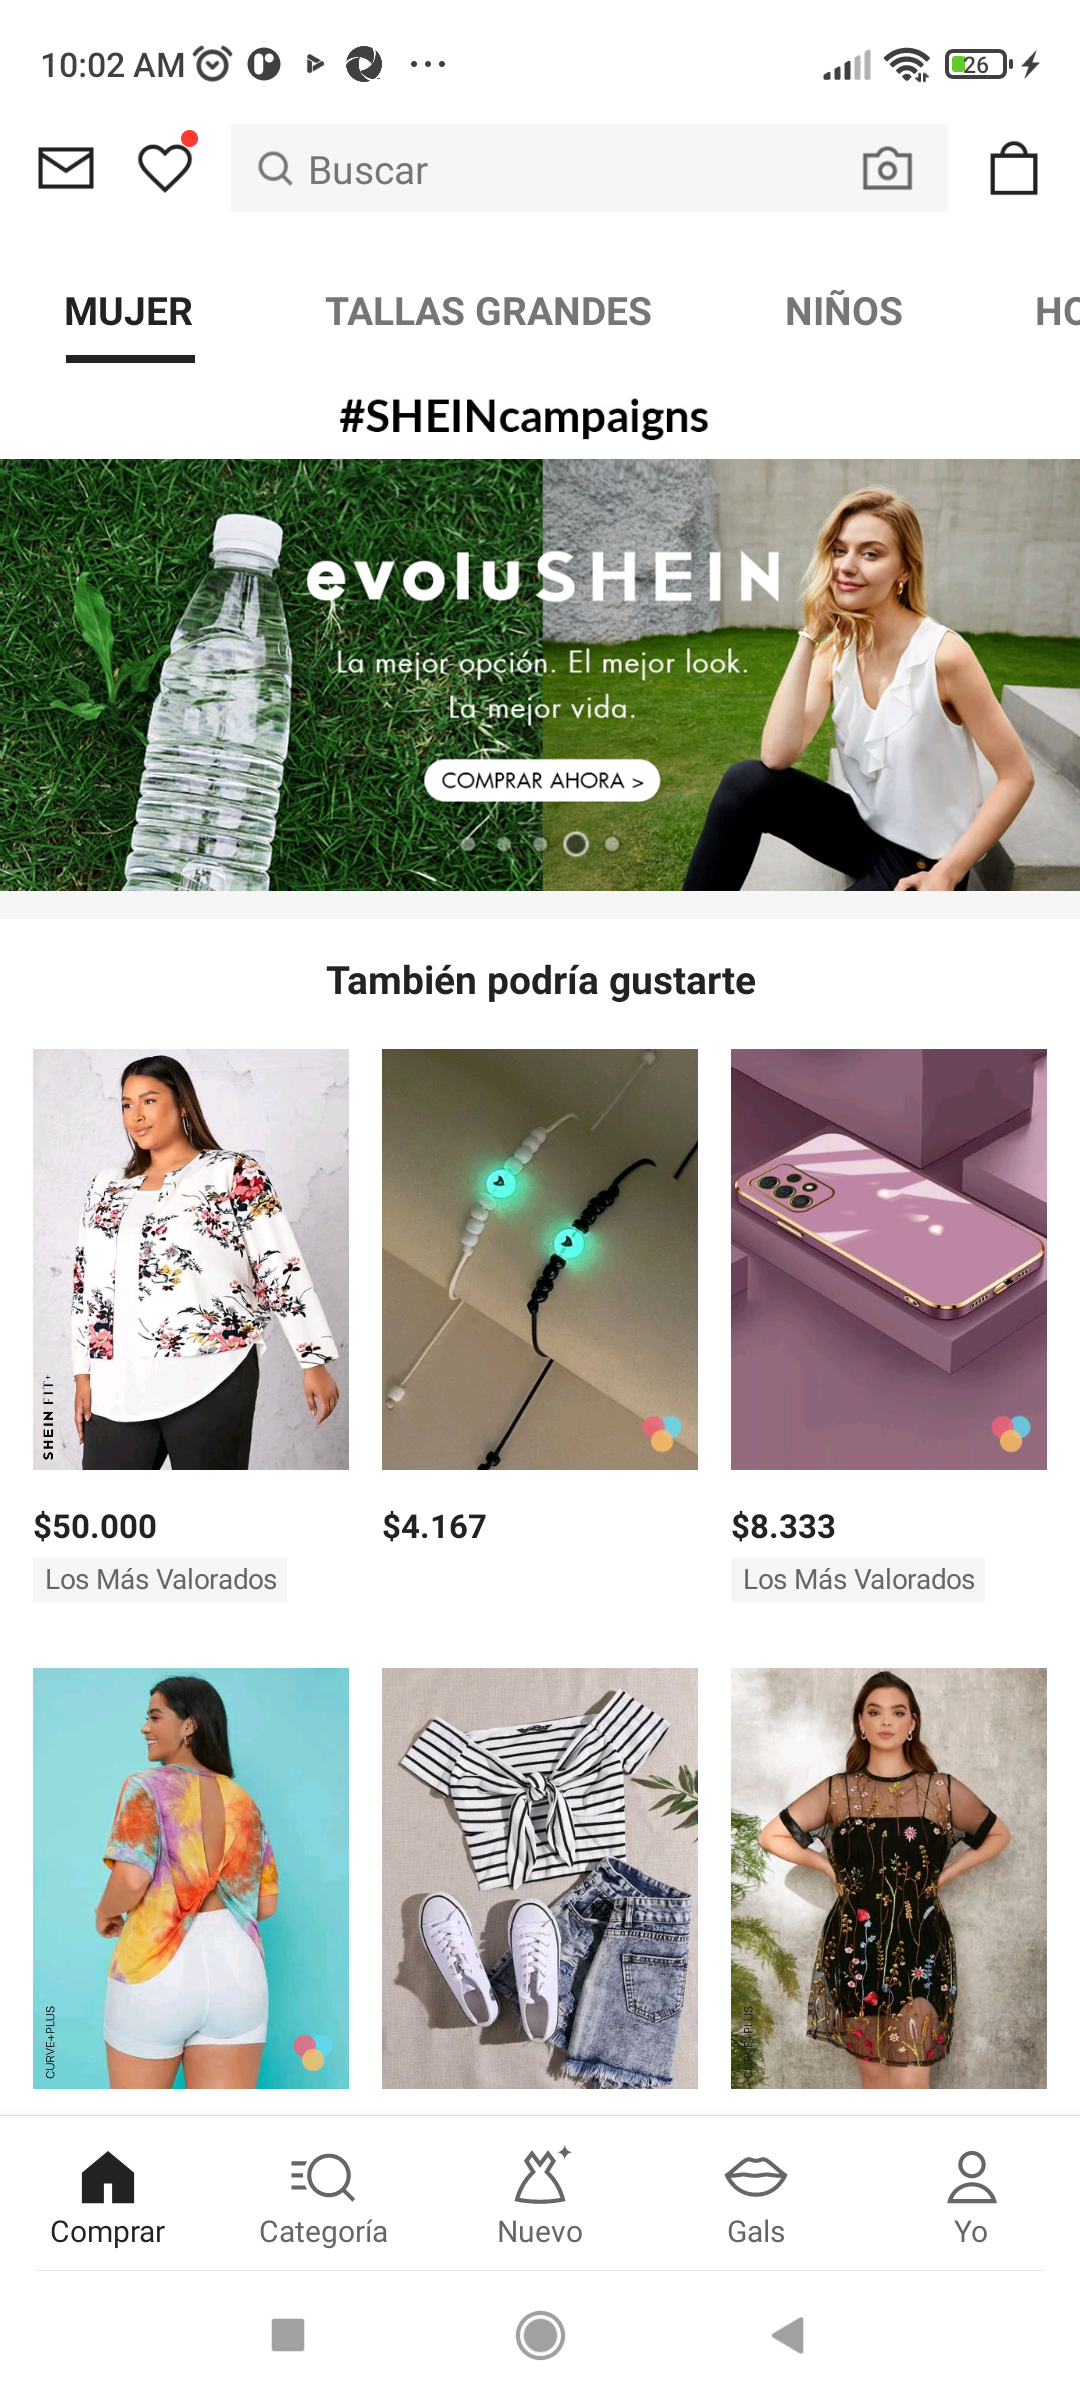 10:02 AM
26
Buscar
MUJER
TALLAS GRANDES
NIÑOS
HO
#SHEINcampaigns
evoluSHEIN
La mejor opción. El mejor look.
La mejor vida.
COMPRAR AHORA >
También podría gustarte
SHEIN FIT+
$50.000
$4.167
$8.333
Los Más Valorados
Los Más Valorados
CURVE+PLUS
CURVE+PLUS
Comprar
Categoría
Nuevo
Gals
Yo